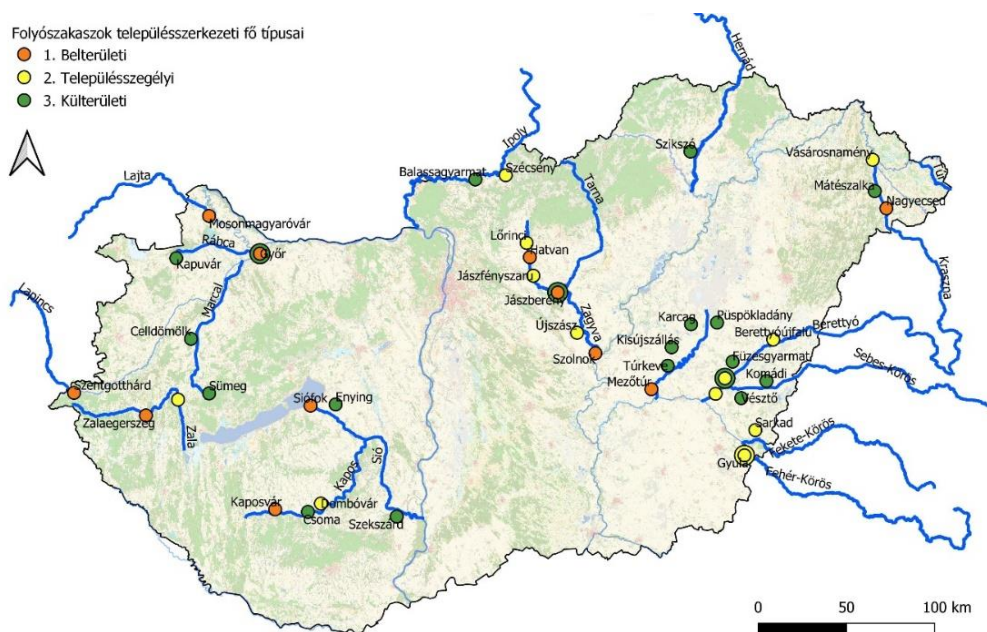 Folyószakaszok településszerkezeti fő típusai
1. Belterületi
2. Településszegélyi
3. Külterületi
Hernád
Ipoly
Szikszó
Vásárosnamény
Balassagyarmat
Szécsény
Tarna
Túr
Lajta
Mátészalka
Nagyecsed
Mosonmagyaróvár
Rábca
Győr
Kapuvár
Lőrinci
Hatvan
Jászfényszaru
Kraszna
Lapincs
Marcal
Jászberény
Zagyva
Karcag
Püspökladány
Celldömölk
Újszász
Kisújszállás
Berettyóújfalu
Berettyó
Szolnok
Túrkeve
Füzesgyarmat
Sebes-Körös
Szentgotthárd
Sümeg
Mezőtúr
Komádi
Siófok
Enying
Vésztő
Zalaegerszeg
Zala
Sarkad
Fekete-Körös
Sió
Gyula
Fehér-Körös
Kapos
Kaposvár
Dombóvár
Csoma
Szekszárd
0 50 100 km